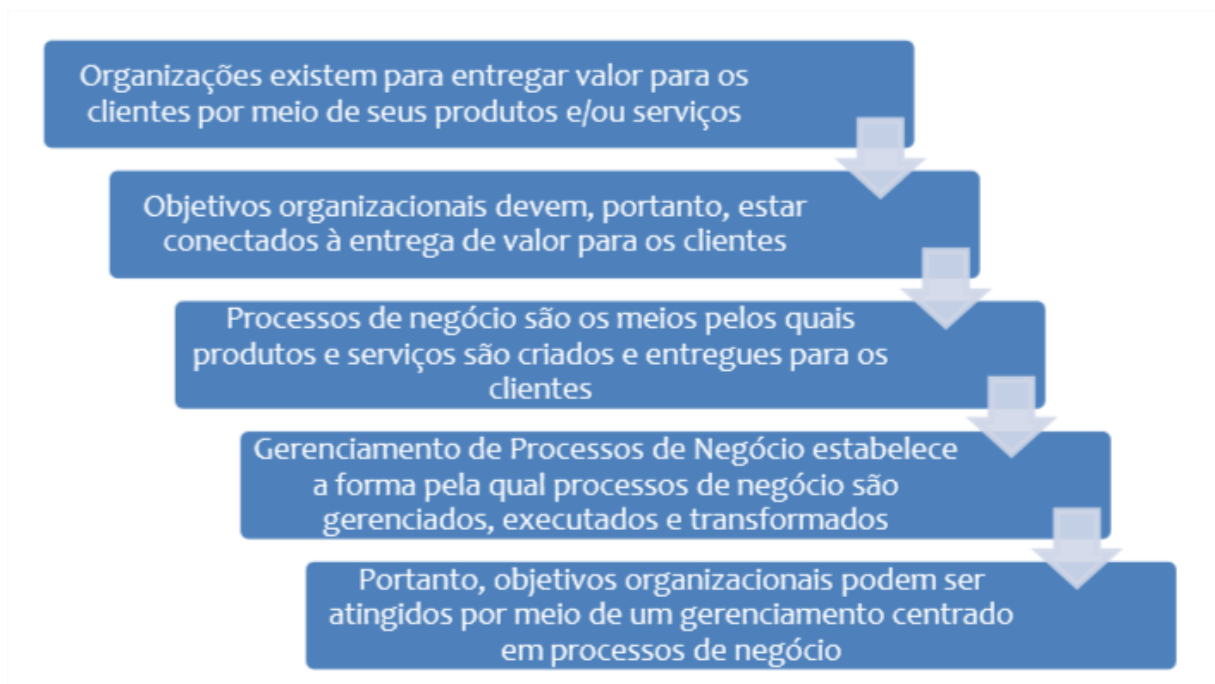 Organizações existem para entregar valor para os
clientes por meio de seus produtos e/ou serviços
Objetivos organizacionais devem, portanto, estar
conectados à entrega de valor para os clientes
Processos de negócio são os meios pelos quais
produtos e serviços são criados e entregues para os
clientes
Gerenciamento de Processos de Negócio estabelece
a forma pela qual processos de negócio são
gerenciados, executados e transformados
Portanto, objetivos organizacionais podem ser
atingidos por meio de um gerenciamento centrado
em processos de negócio